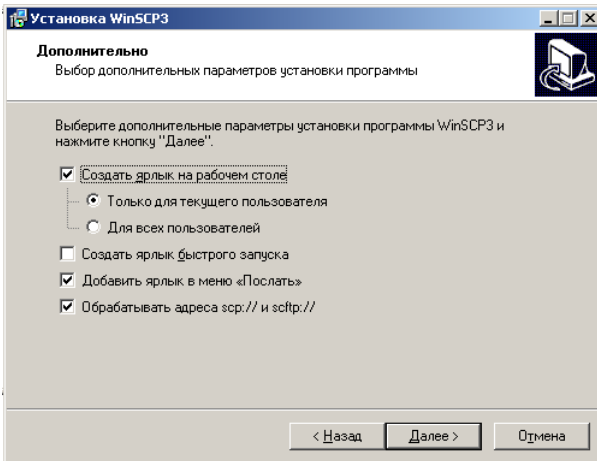 Установка WinSCP3
Дополнительно
Выбор дополнительных параметров установки программы
Выберите дополнительные параметры установки программы WinSCP3 и
нажмите кнопку "Далее".
Создать ярлык на рабочем столе
Только для текущего пользователя
Для всех пользователей
Создать ярлык быстрого запуска
Добавить ярлык в меню «Послать»
Обрабатывать адреса scp:// и scftp://
< Назад Далее > Отмена